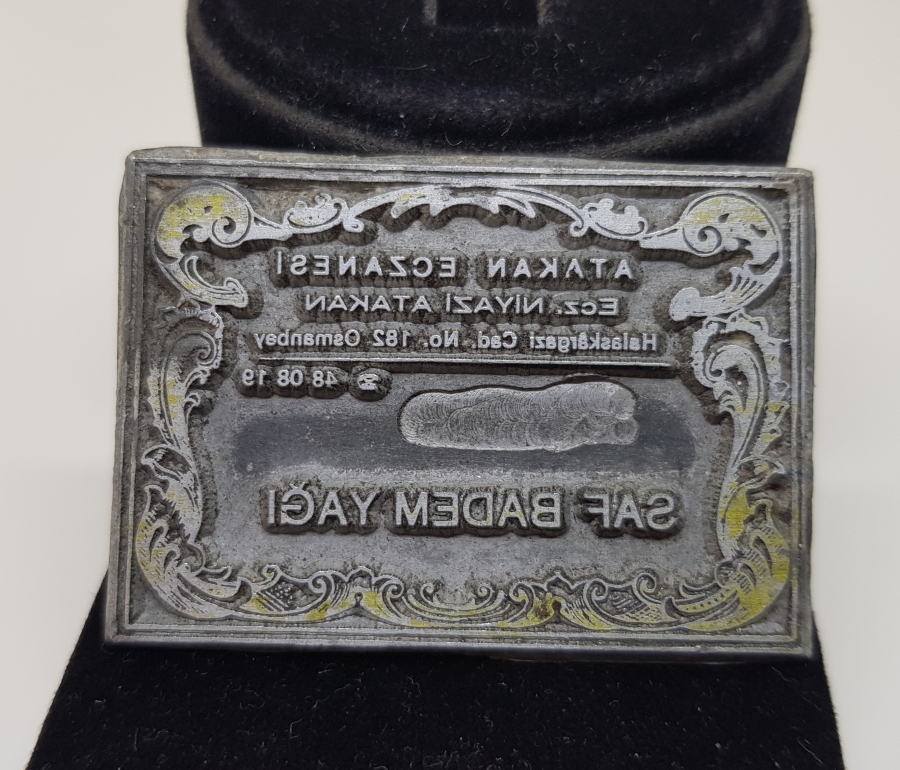 ATAKAN ECZANESİ
Ecz. NİYAZİ ATAKAN
Halaskârgazi Cad. No. 182 Osmanbey
☎ 48 08 19
SAF BADEM YAĞI